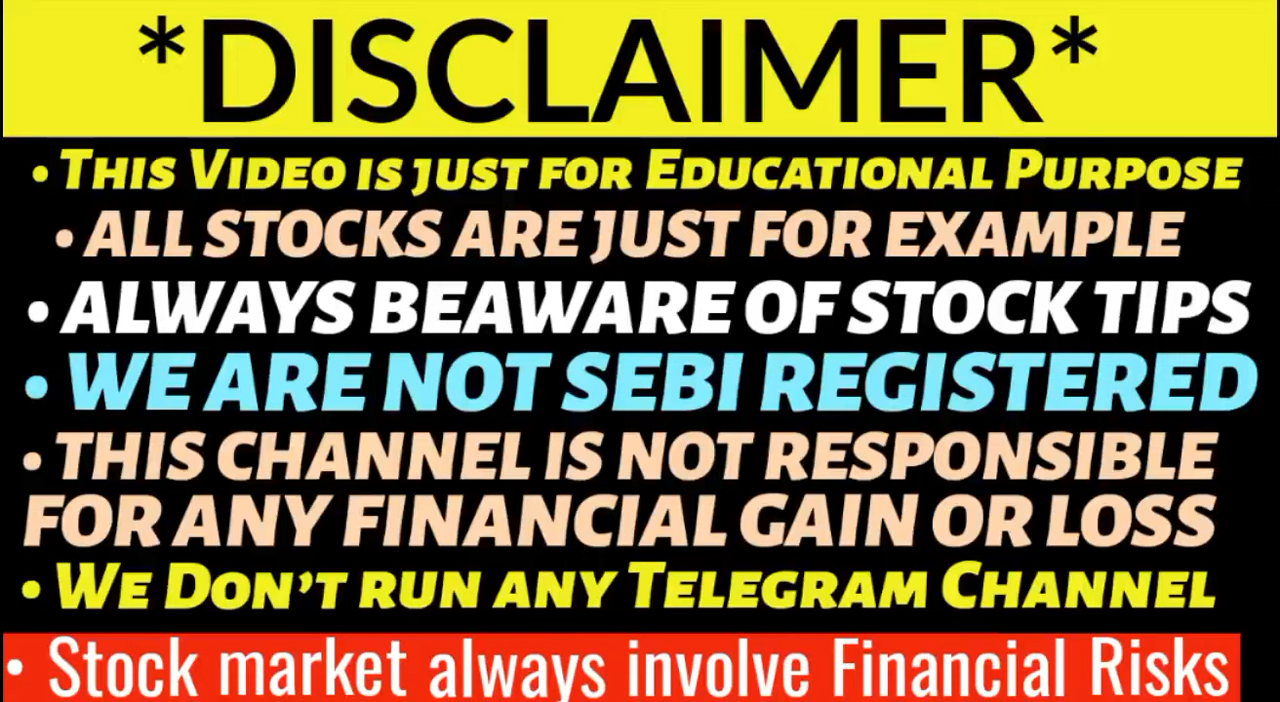 *DISCLAIMER*
• THIS VIDEO IS JUST FOR EDUCATIONAL PURPOSE
• ALL STOCKS ARE JUST FOR EXAMPLE
• ALWAYS BEAWARE OF STOCK TIPS
• WE ARE NOT SEBI REGISTERED
• THIS CHANNEL IS NOT RESPONSIBLE
FOR ANY FINANCIAL GAIN OR LOSS
• WE DON'T RUN ANY TELEGRAM CHANNEL
• Stock market always involve Financial Risks